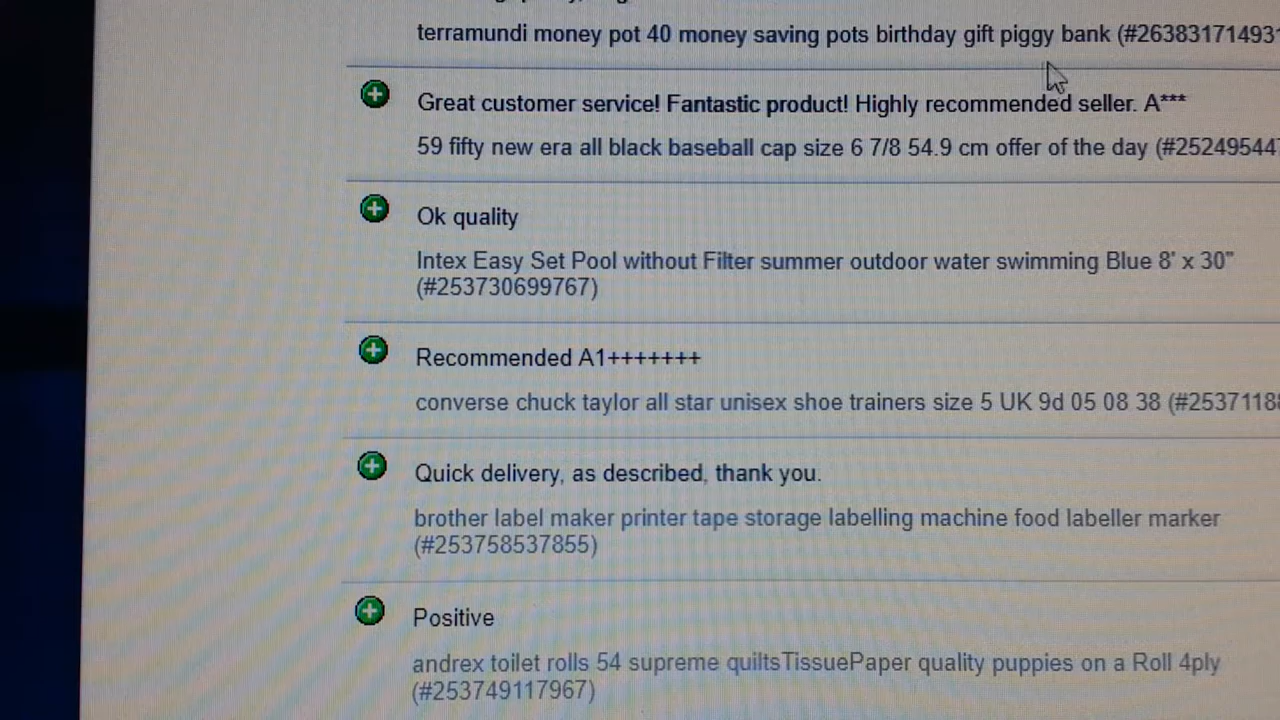 terramundi money pot 40 money saving pots birthday gift piggy bank (#263831714931
Great customer service! Fantastic product! Highly recommended seller. A***
59 fifty new era all black baseball cap size 6 7/8 54.9 cm offer of the day (#25249544
Ok quality
Intex Easy Set Pool without Filter summer outdoor water swimming Blue 8' x 30"
(#253730699767)
Recommended A1+++++++
converse chuck taylor all star unisex shoe trainers size 5 UK 9d 05 08 38 (#2537118
Quick delivery, as described, thank you.
brother label maker printer tape storage labelling machine food labeller marker
(#253758537855)
Positive
andrex toilet rolls 54 supreme quiltsTissuePaper quality puppies on a Roll 4ply
(#253749117967)